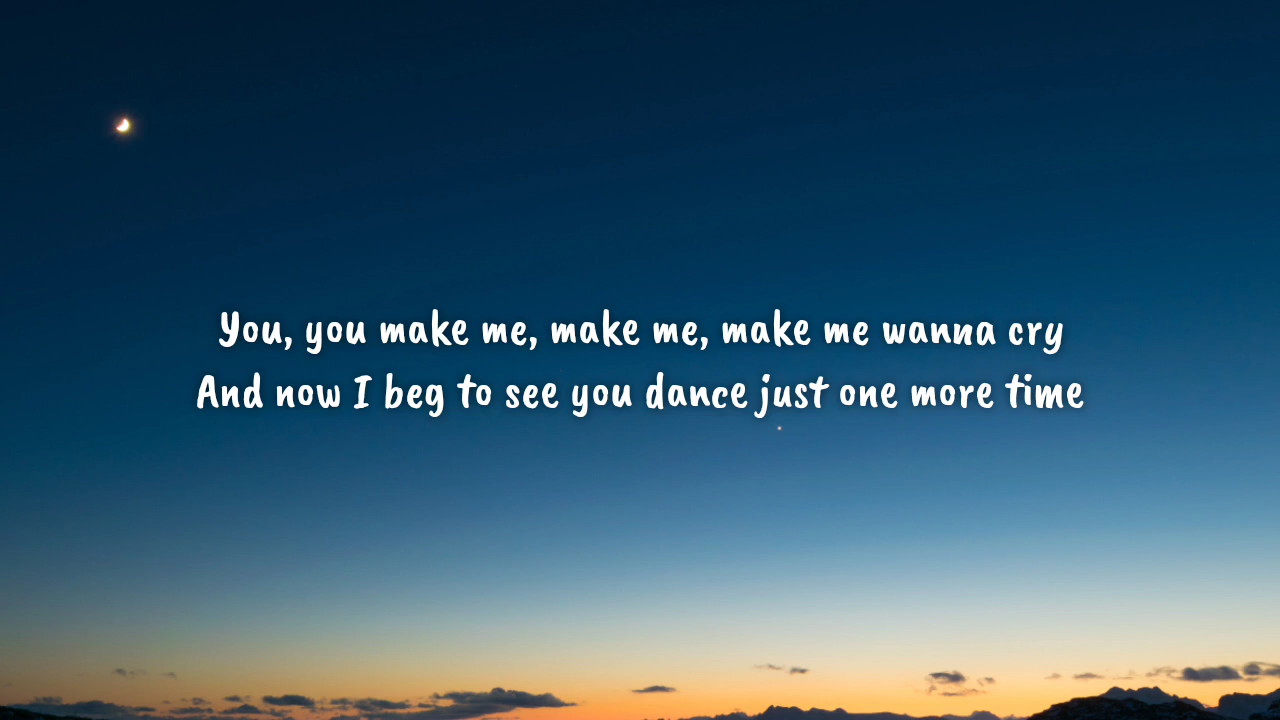 You, you make me, make me, make me wanna cry
And now I beg to see you dance just one more time